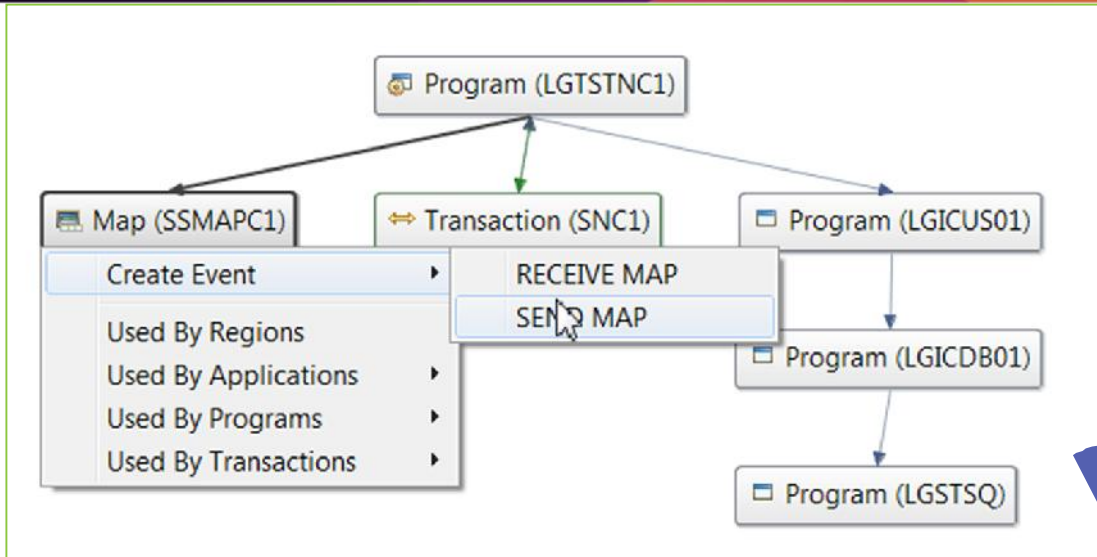 Program (LGTSTNC1)
Map (SSMAPC1)
Transaction (SNC1)
Program (LGICUS01)
Create Event
RECEIVE MAP
SEND MAP
Used By Regions
Used By Applications
Used By Programs
Used By Transactions
Program (LGICDB01)
Program (LGSTSQ)